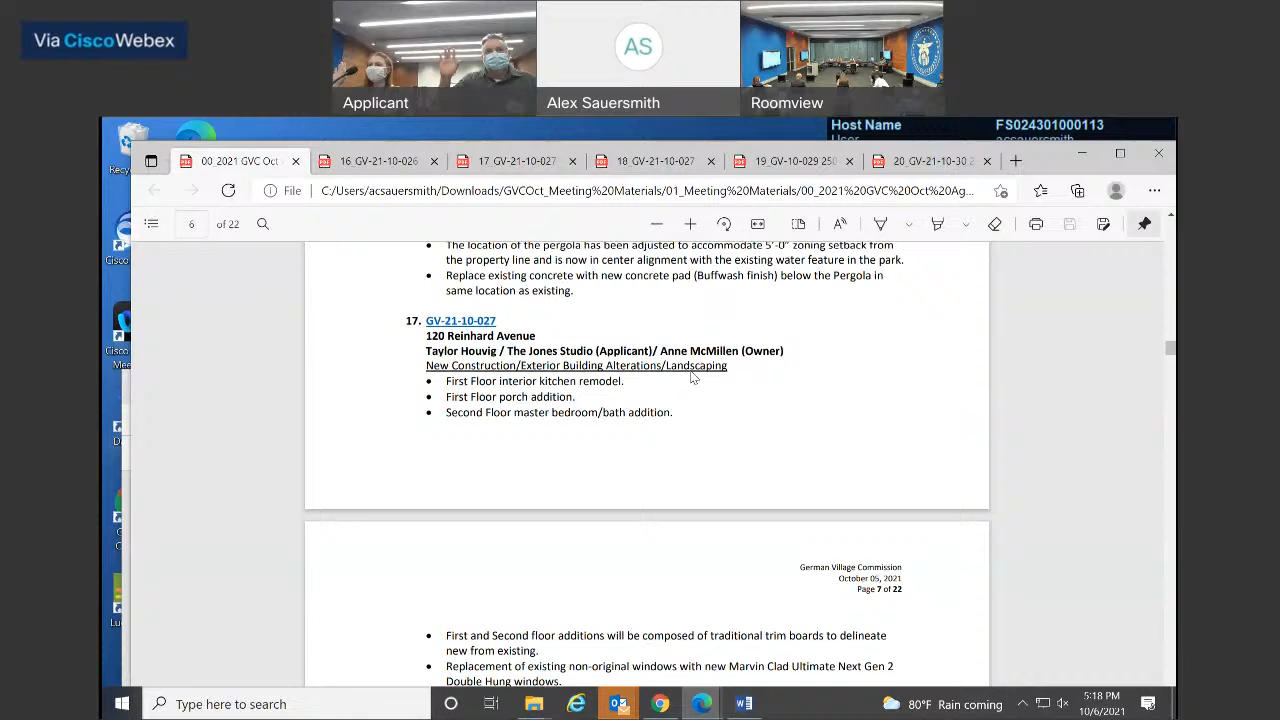 Via CiscoWebex
AS
Applicant
Alex Sauersmith
Roomview
Host Name
FS024301000113
User
acsauersmith
00_2021 GVC Oct
16_GV-21-10-026
17_GV-21-10-027
18_GV-21-10-027
19_GV-10-30 250
20_GV-21-10-30 2
File
C:/Users/acsauersmith/Downloads/GVCOct_Meeting%20Materials/01_Meeting%20Materials/00_2021%20GVC%20Oct%20Ag...
6
of 22
• The location of the pergola has been adjusted to accommodate 5'-0" zoning setback from
the property line and is now in center alignment with the existing water feature in the park.
• Replace existing concrete with new concrete pad (Buffwash finish) below the Pergola in
same location as existing.
17. GV-21-10-027
120 Reinhard Avenue
Taylor Houvig / The Jones Studio (Applicant)/ Anne McMillen (Owner)
New Construction/Exterior Building Alterations/Landscaping
• First Floor interior kitchen remodel.
• First Floor porch addition.
• Second Floor master bedroom/bath addition.
German Village Commission
October 05, 2021
Page 7 of 22
• First and Second floor additions will be composed of traditional trim boards to delineate
new from existing.
• Replacement of existing non-original windows with new Marvin Clad Ultimate Next Gen 2
Double Hung windows.
Type here to search
80°F Rain coming
5:18 PM
10/6/2021